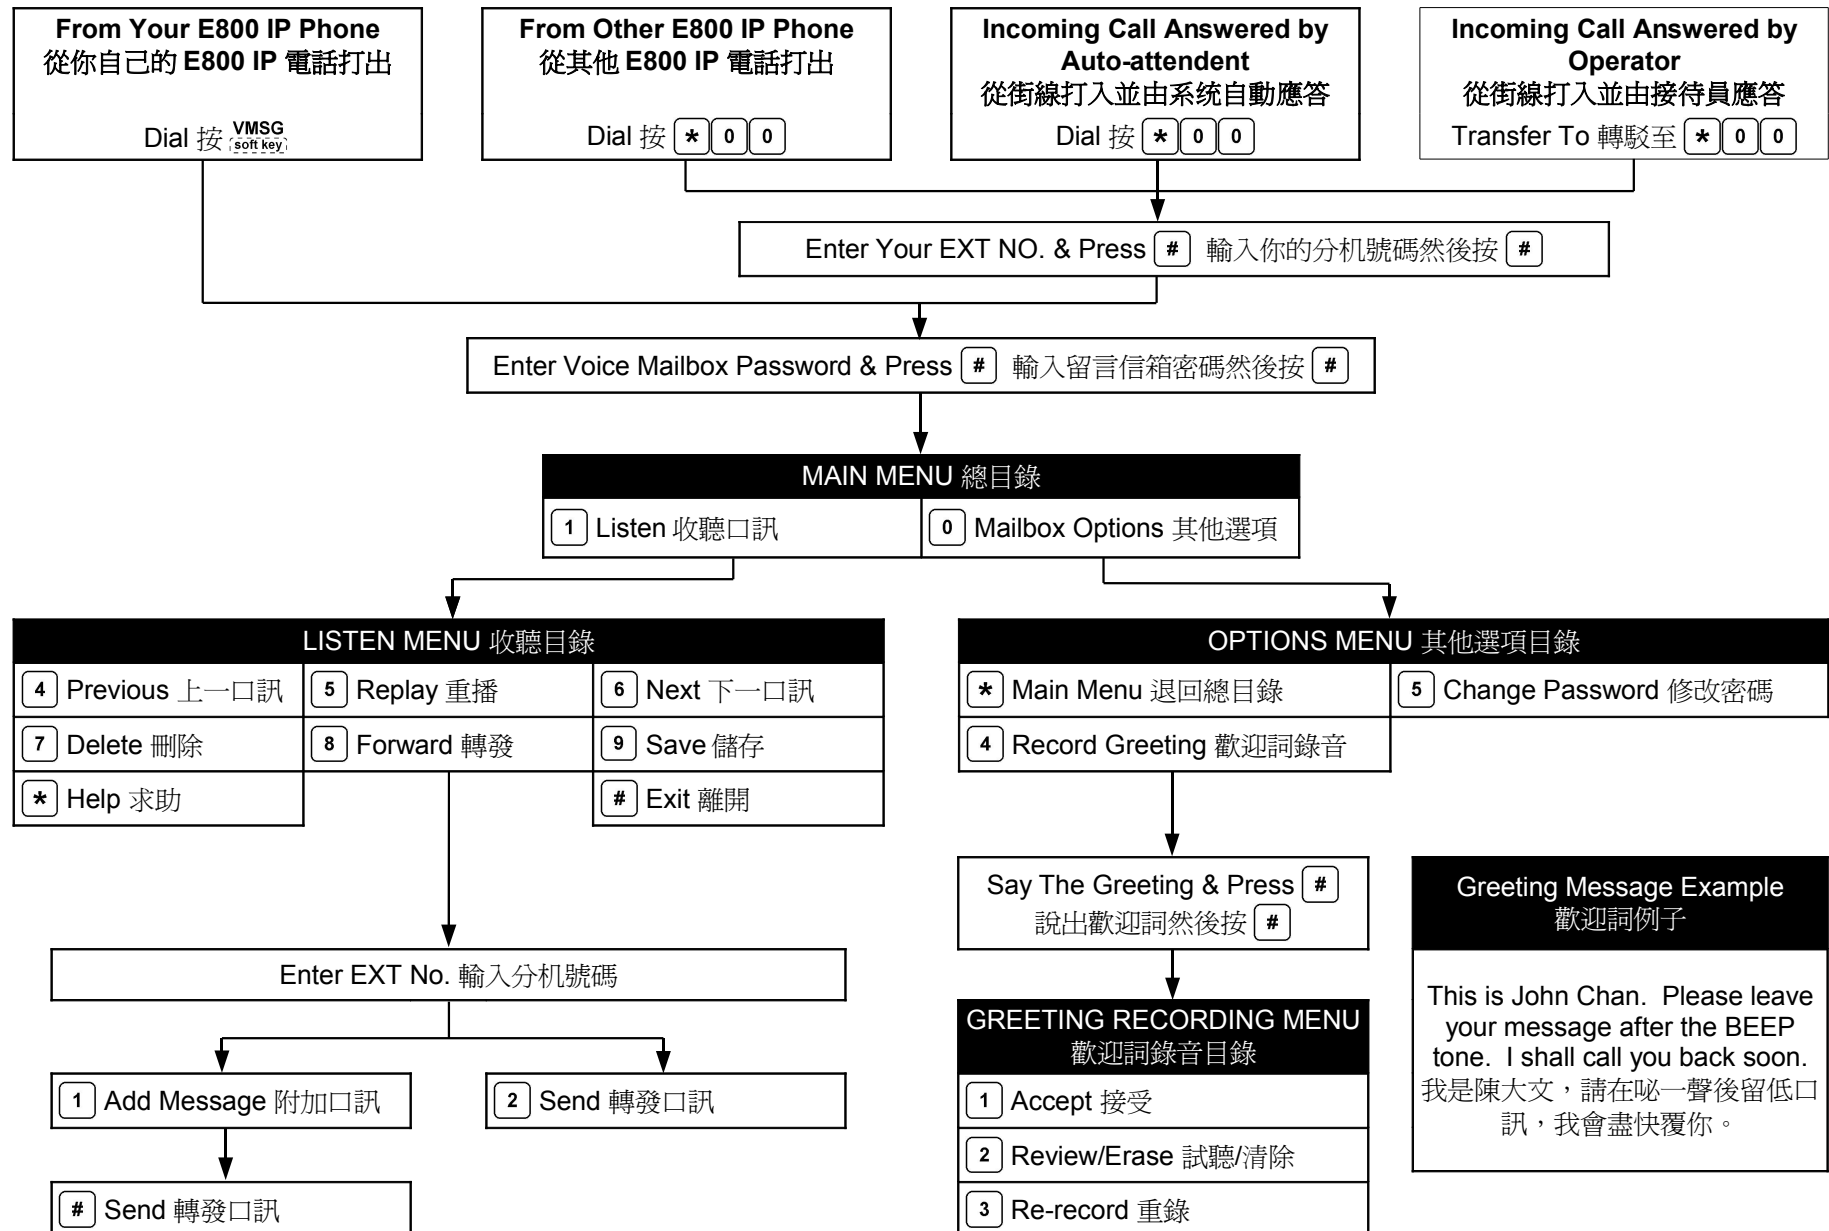 From Your E800 IP Phone
從你自己的 E800 IP 電話打出
Dial 按 VMSG soft key
From Other E800 IP Phone
從其他 E800 IP 電話打出
Dial 按 * 0 0
Incoming Call Answered by
Auto-attendent
從街線打入並由系统自動應答
Dial 按 * 0 0
Incoming Call Answered by
Operator
從街線打入並由接待員應答
Transfer To 轉駁至 * 0 0
Enter Your EXT NO. & Press # 輸入你的分机號碼然後按 #
Enter Voice Mailbox Password & Press # 輸入留言信箱密碼然後按 #
MAIN MENU 總目錄
1 Listen 收聽口訊
0 Mailbox Options 其他選項
LISTEN MENU 收聽目錄
4 Previous 上一口訊
5 Replay 重播
6 Next 下一口訊
7 Delete 刪除
8 Forward 轉發
9 Save 儲存
* Help 求助
# Exit 離開
Enter EXT No. 輸入分机號碼
1 Add Message 附加口訊
2 Send 轉發口訊
# Send 轉發口訊
OPTIONS MENU 其他選項目錄
* Main Menu 退回總目錄
5 Change Password 修改密碼
4 Record Greeting 歡迎詞錄音
Say The Greeting & Press #
說出歡迎詞然後按 #
GREETING RECORDING MENU
歡迎詞錄音目錄
1 Accept 接受
2 Review/Erase 試聽/清除
3 Re-record 重錄
Greeting Message Example
歡迎詞例子
This is John Chan. Please leave
your message after the BEEP
tone. I shall call you back soon.
我是陳大文，請在咇一聲後留低口
訊，我會盡快覆你。